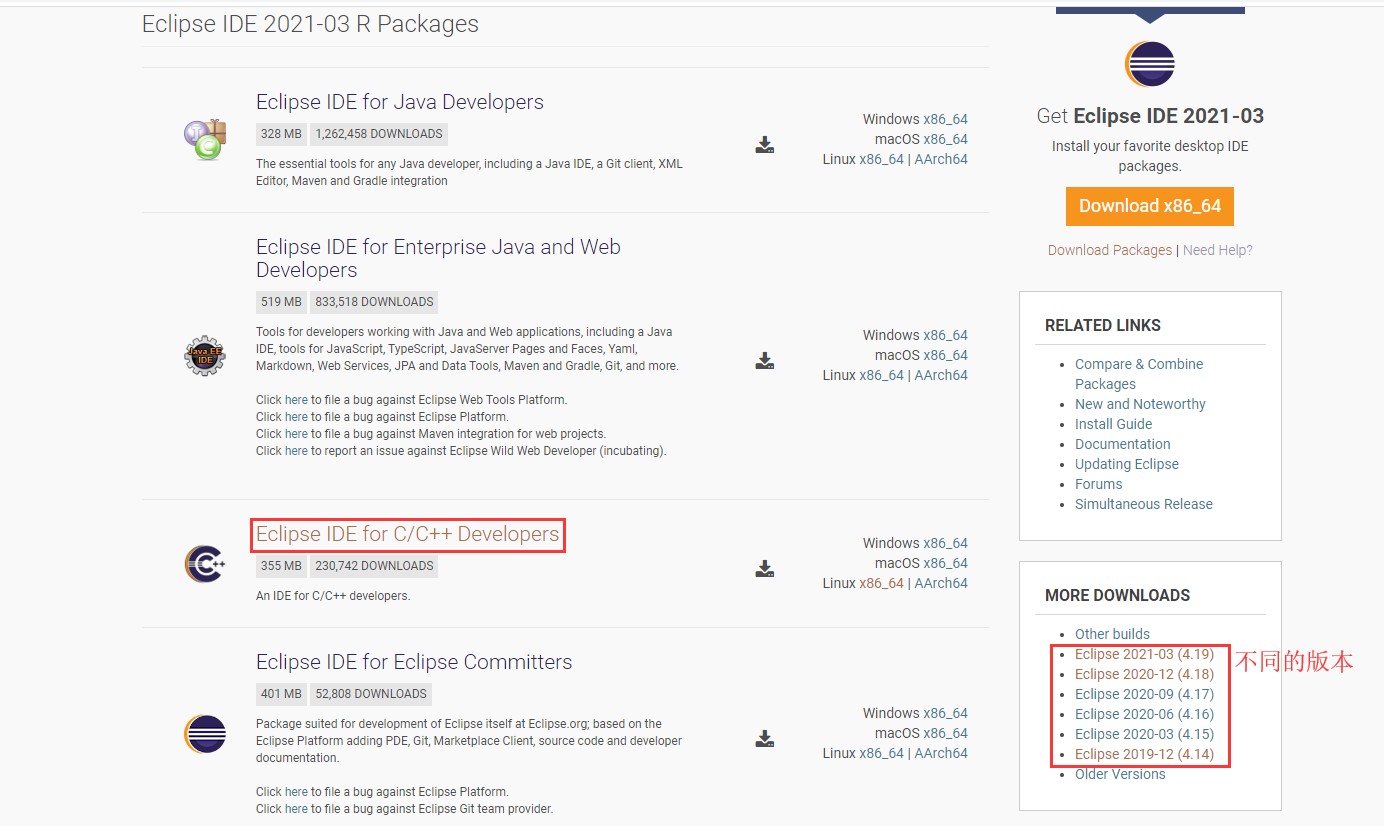 Eclipse IDE 2021-03 R Packages
Eclipse IDE for Java Developers
328 MB 1,262,458 DOWNLOADS
The essential tools for any Java developer, including a Java IDE, a Git client, XML
Editor, Maven and Gradle integration
Windows x86_64
macOS x86_64
Linux x86_64 | AArch64
Eclipse IDE for Enterprise Java and Web
Developers
519 MB 833,518 DOWNLOADS
Java EE
IDE
Tools for developers working with Java and Web applications, including a Java
IDE, tools for JavaScript, TypeScript, JavaServer Pages and Faces, Yaml,
Markdown, Web Services, JPA and Data Tools, Maven and Gradle, Git, and more.
Click here to file a bug against Eclipse Web Tools Platform.
Click here to file a bug against Eclipse Platform.
Click here to file a bug against Maven integration for web projects.
Click here to report an issue against Eclipse Wild Web Developer (incubating).
Windows x86_64
macOS x86_64
Linux x86_64 | AArch64
Eclipse IDE for C/C++ Developers
C++
355 MB 230,742 DOWNLOADS
An IDE for C/C++ developers.
Windows x86_64
macOS x86_64
Linux x86_64 | AArch64
Eclipse IDE for Eclipse Committers
401 MB 52,808 DOWNLOADS
Package suited for development of Eclipse itself at Eclipse.org; based on the
Eclipse Platform adding PDE, Git, Marketplace Client, source code and developer
documentation.
Click here to file a bug against Eclipse Platform.
Click here to file a bug against Eclipse Git team provider.
Windows x86_64
macOS x86_64
Linux x86_64 | AArch64
Get Eclipse IDE 2021-03
Install your favorite desktop IDE
packages.
Download x86_64
Download Packages | Need Help?
RELATED LINKS
Compare & Combine
Packages
New and Noteworthy
Install Guide
Documentation
Updating Eclipse
Forums
Simultaneous Release
MORE DOWNLOADS
Other builds
Eclipse 2021-03 (4.19)
不同的版本
Eclipse 2020-12 (4.18)
Eclipse 2020-09 (4.17)
Eclipse 2020-06 (4.16)
Eclipse 2020-03 (4.15)
Eclipse 2019-12 (4.14)
Older Versions